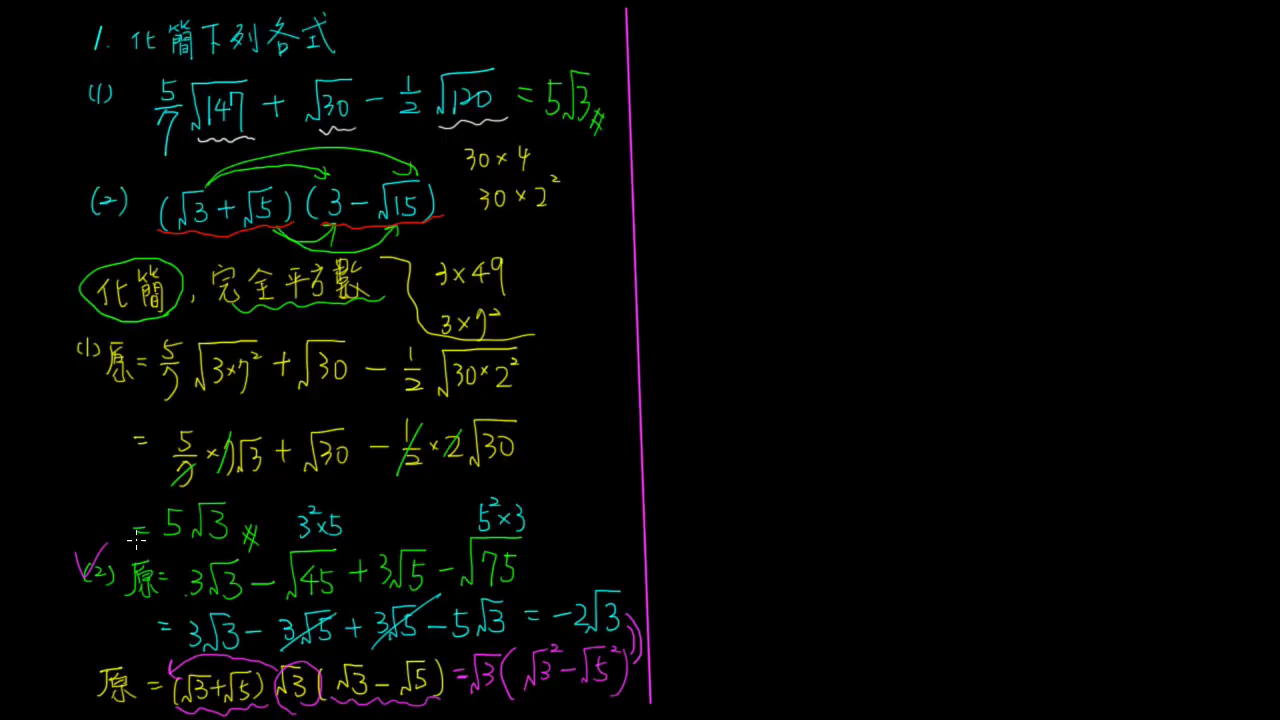 1. 化簡下列各式
(1) 5/7√147 + √30 − 1/2√120 = 5√3
30×4
(2) (√3+√5)(3−√15)
30×2²
化簡, 完全平方數
3×49
3×7²
(1) 原= 5/7√(3×7²) + √30 − 1/2√(30×2²)
= 5/7×7√3 + √30 − 1/2×2√30
= 5√3
3²×5
5²×3
(2) 原= 3√3 − √45 + 3√5 − √75
= 3√3 − 3√5 + 3√5 − 5√3 = −2√3
原 = (√3+√5)√3(√3−√5) = √3(√3²−√5²)